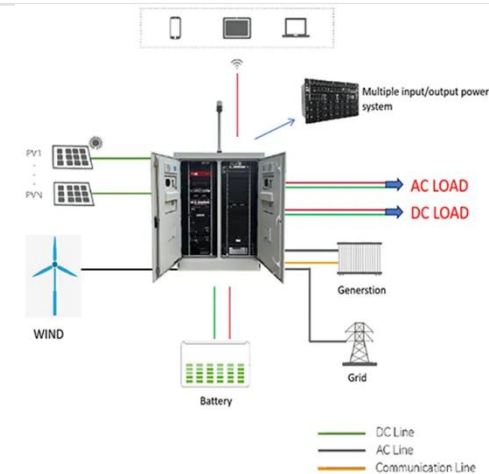 Multiple input/output power
system
PV1
PVN
AC LOAD
DC LOAD
WIND
Generstion
Grid
Battery
DC Line
AC Line
Communication Line